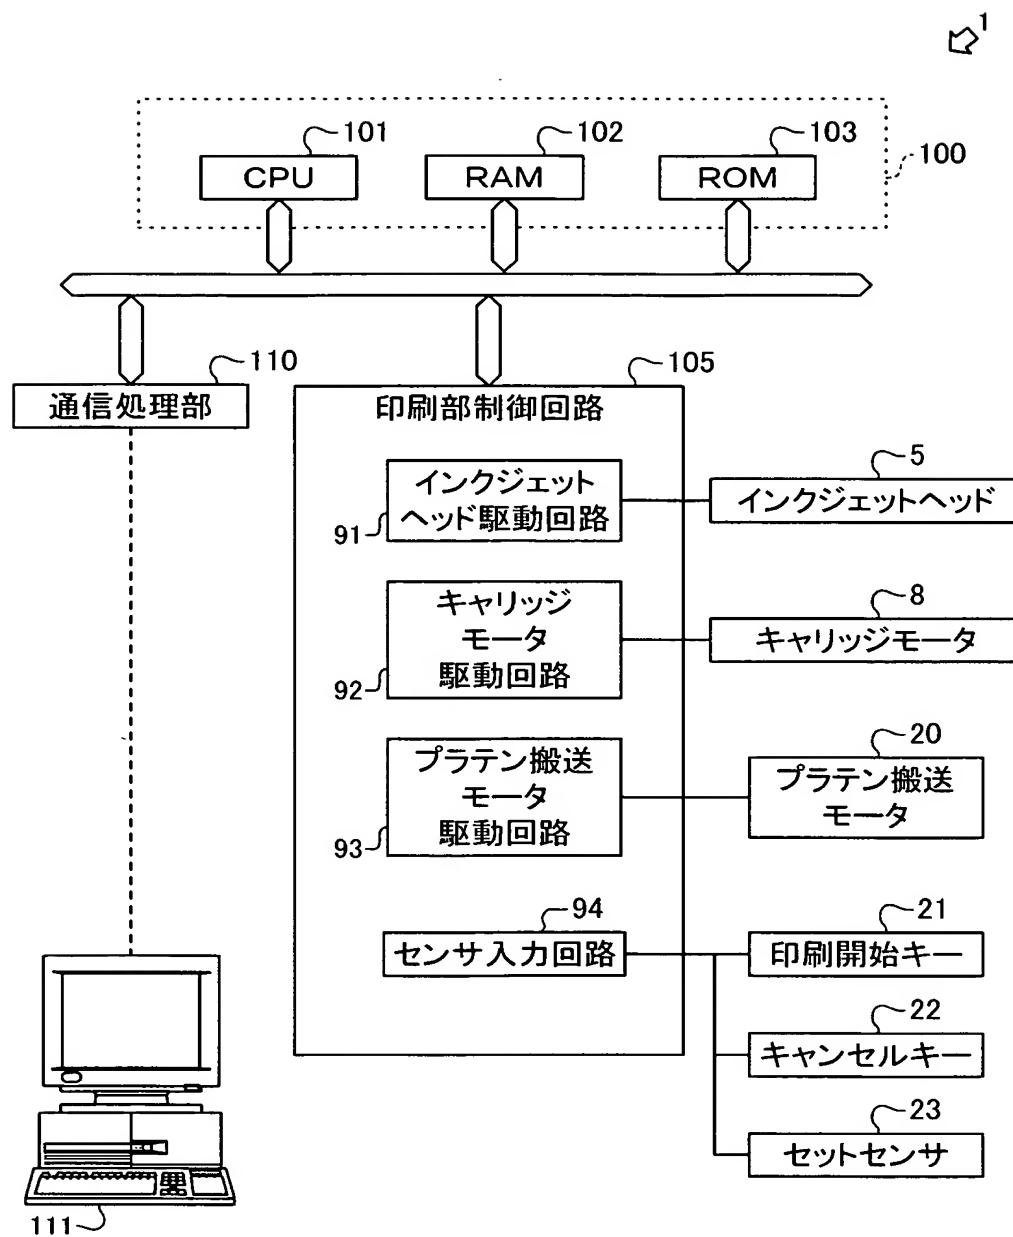 1
101
102
103
100
CPU
RAM
ROM
110
105
通信処理部
印刷部制御回路
インクジェット
ヘッド駆動回路
91
5
インクジェットヘッド
キャリッジ
モータ
駆動回路
92
8
キャリッジモータ
プラテン搬送
モータ
駆動回路
93
20
プラテン搬送
モータ
94
センサ入力回路
21
印刷開始キー
22
キャンセルキー
23
セットセンサ
111